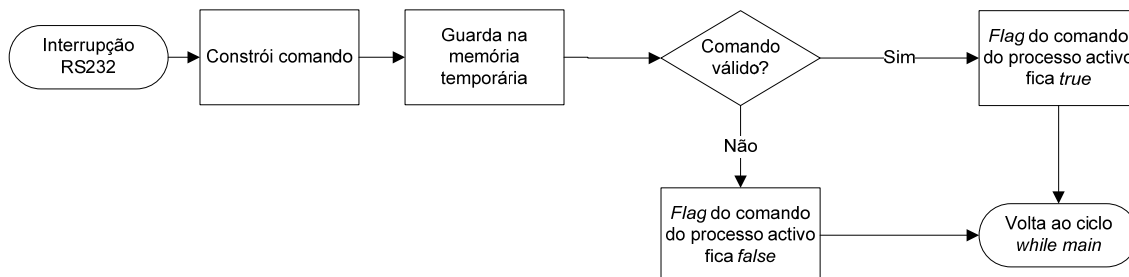 Interrupção
RS232
Constrói comando
Guarda na
memória
temporária
Comando
válido?
Sim
Flag do comando
do processo activo
fica true
Não
Flag do comando
do processo activo
fica false
Volta ao ciclo
while main